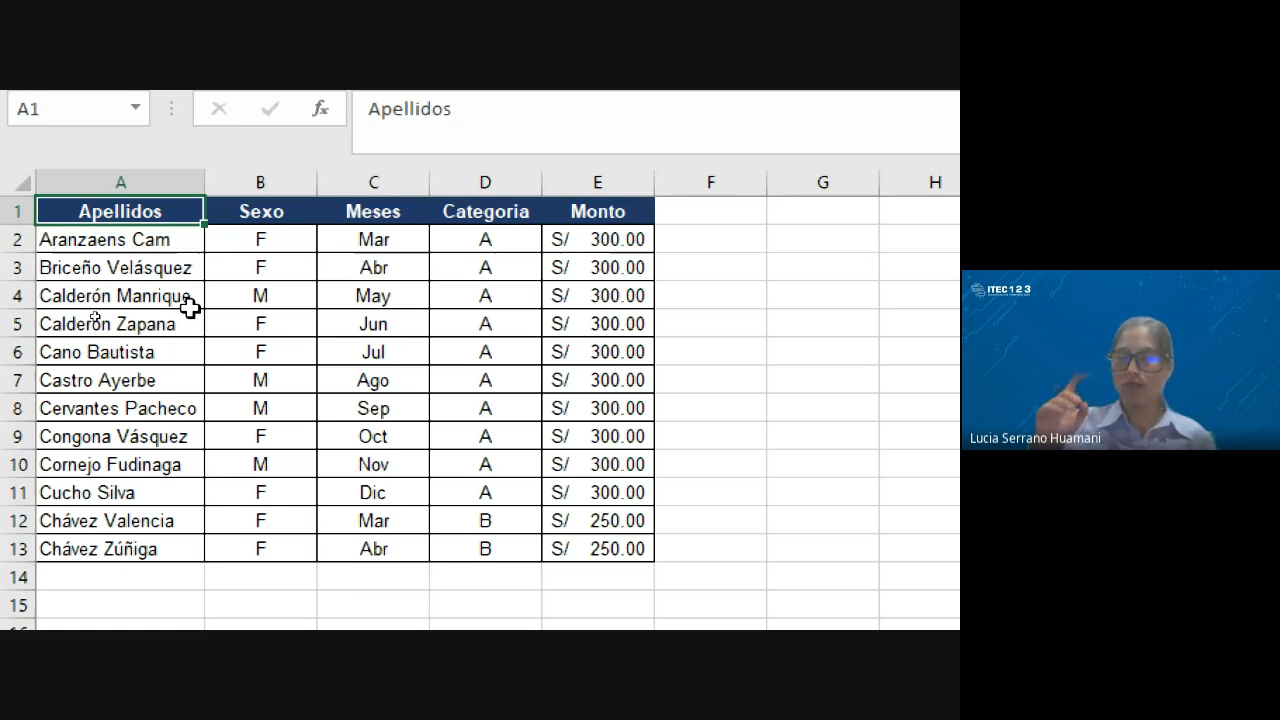 A1 fx Apellidos
A B C D E F G H
1 Apellidos Sexo Meses Categoria Monto
2 Aranzaens Cam F Mar A S/ 300.00
3 Briceño Velásquez F Abr A S/ 300.00
4 Calderón Manrique M May A S/ 300.00
5 Calderón Zapana F Jun A S/ 300.00
6 Cano Bautista F Jul A S/ 300.00
7 Castro Ayerbe M Ago A S/ 300.00
8 Cervantes Pacheco M Sep A S/ 300.00
9 Congona Vásquez F Oct A S/ 300.00
10 Cornejo Fudinaga M Nov A S/ 300.00
11 Cucho Silva F Dic A S/ 300.00
12 Chávez Valencia F Mar B S/ 250.00
13 Chávez Zúñiga F Abr B S/ 250.00
14
15
ITEC 1 2 3
Lucia Serrano Huamani